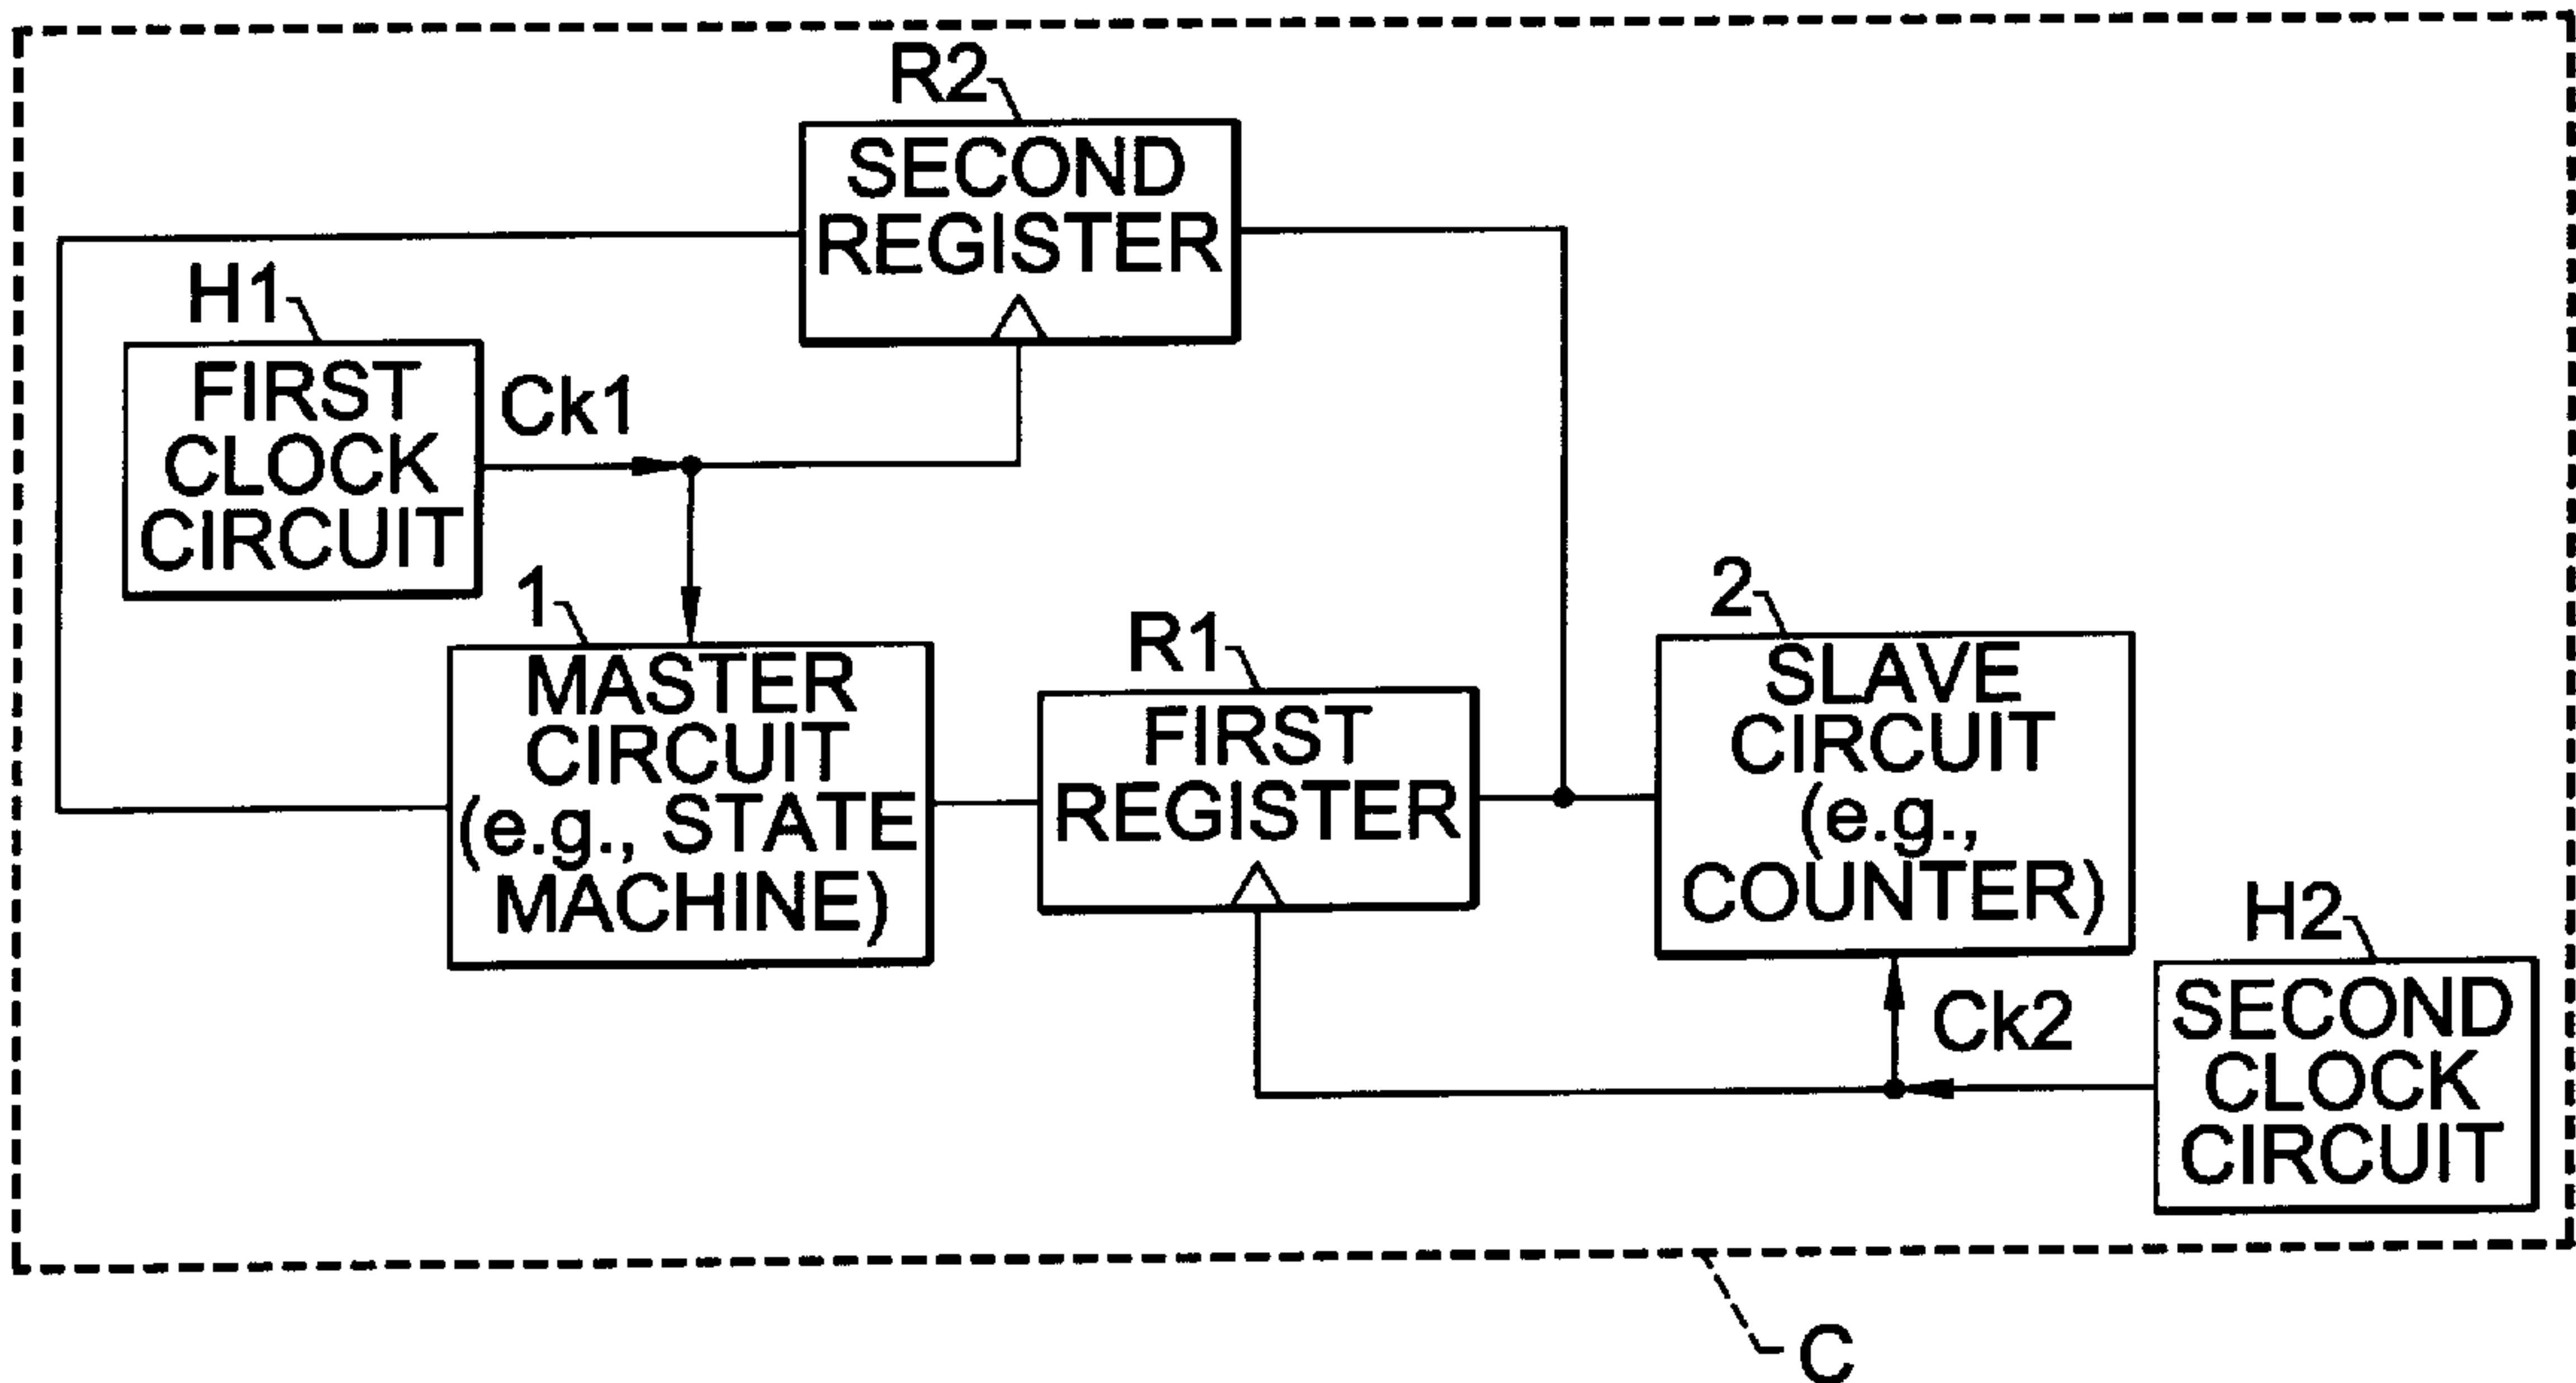 R2
SECOND
REGISTER
H1
FIRST
CLOCK
CIRCUIT
Ck1
1
MASTER
CIRCUIT
(e.g., STATE
MACHINE)
R1
FIRST
REGISTER
2
SLAVE
CIRCUIT
(e.g.,
COUNTER)
H2
SECOND
CLOCK
CIRCUIT
Ck2
C